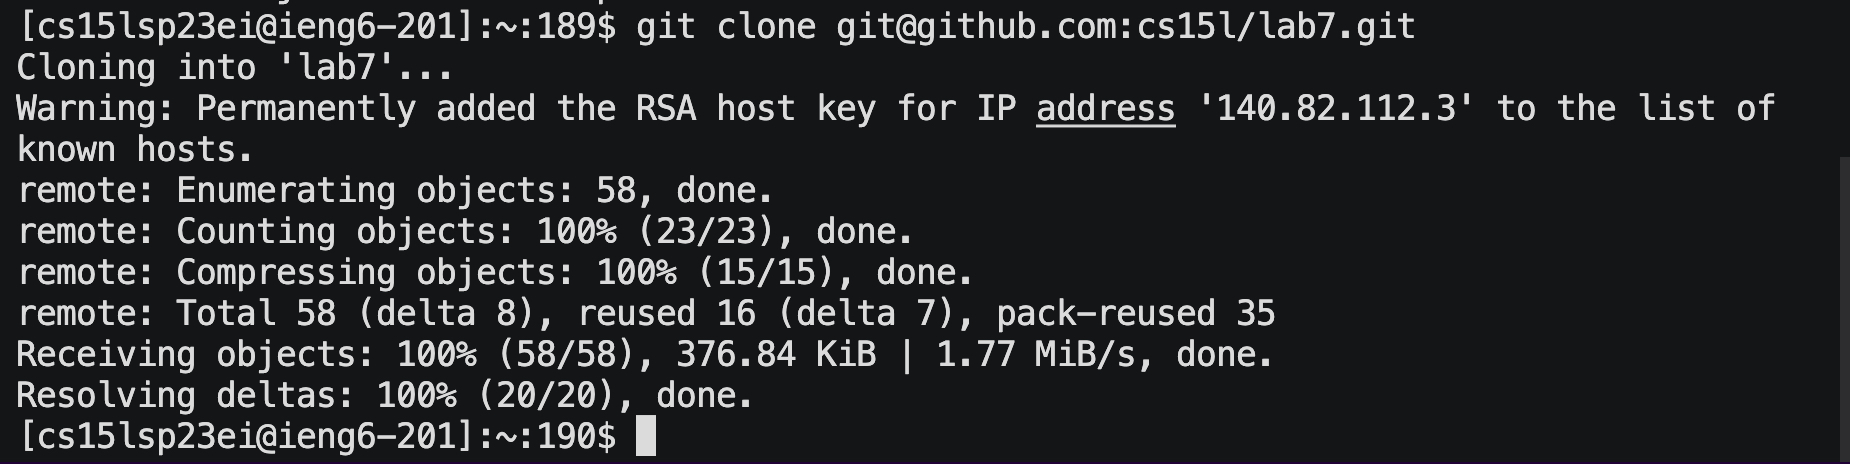 [cs15lsp23ei@ieng6-201]:~:189$ git clone git@github.com:cs15l/lab7.git
Cloning into 'lab7'...
Warning: Permanently added the RSA host key for IP address '140.82.112.3' to the list of
known hosts.
remote: Enumerating objects: 58, done.
remote: Counting objects: 100% (23/23), done.
remote: Compressing objects: 100% (15/15), done.
remote: Total 58 (delta 8), reused 16 (delta 7), pack-reused 35
Receiving objects: 100% (58/58), 376.84 KiB | 1.77 MiB/s, done.
Resolving deltas: 100% (20/20), done.
[cs15lsp23ei@ieng6-201]:~:190$